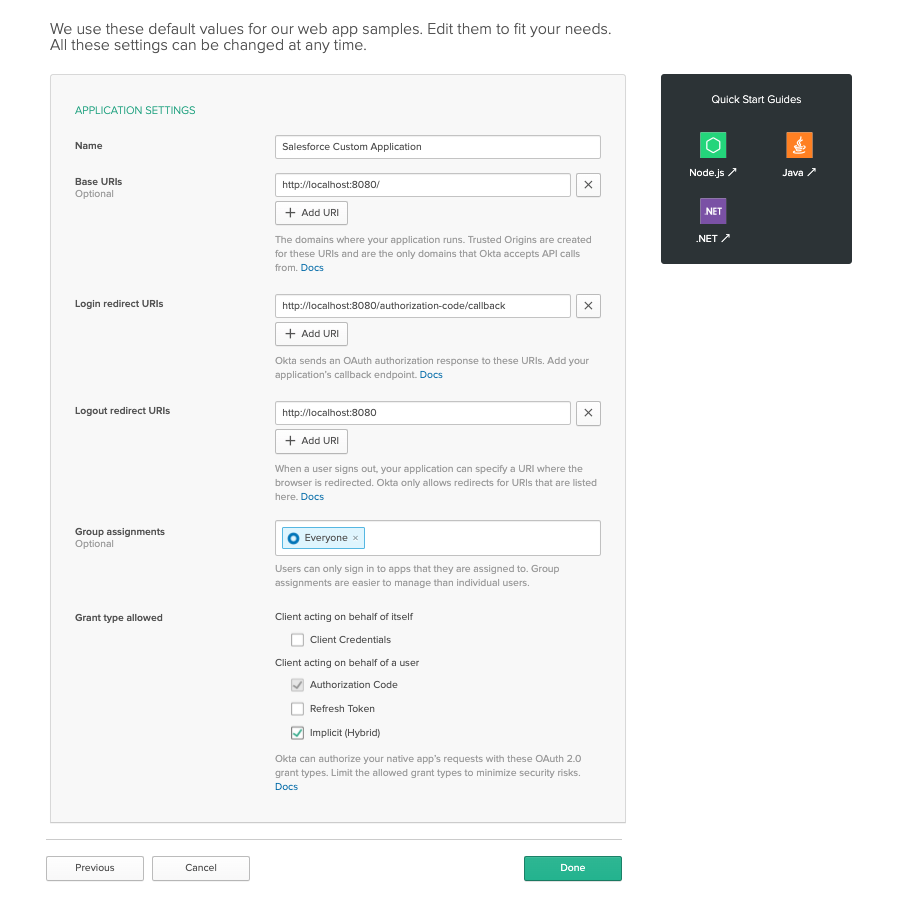 We use these default values for our web app samples. Edit them to fit your needs.
All these settings can be changed at any time.
APPLICATION SETTINGS
Name
Salesforce Custom Application
Base URIs
Optional
http://localhost:8080/
+ Add URI
The domains where your application runs. Trusted Origins are created
for these URIs and are the only domains that Okta accepts API calls
from. Docs
Login redirect URIs
http://localhost:8080/authorization-code/callback
+ Add URI
Okta sends an OAuth authorization response to these URIs. Add your
application's callback endpoint. Docs
Logout redirect URIs
http://localhost:8080
+ Add URI
When a user signs out, your application can specify a URI where the
browser is redirected. Okta only allows redirects for URIs that are listed
here. Docs
Group assignments
Optional
Everyone ×
Users can only sign in to apps that they are assigned to. Group
assignments are easier to manage than individual users.
Grant type allowed
Client acting on behalf of itself
Client Credentials
Client acting on behalf of a user
Authorization Code
Refresh Token
Implicit (Hybrid)
Okta can authorize your native app's requests with these OAuth 2.0
grant types. Limit the allowed grant types to minimize security risks.
Docs
Previous
Cancel
Done
Quick Start Guides
Node.js ↗
Java ↗
.NET
.NET ↗